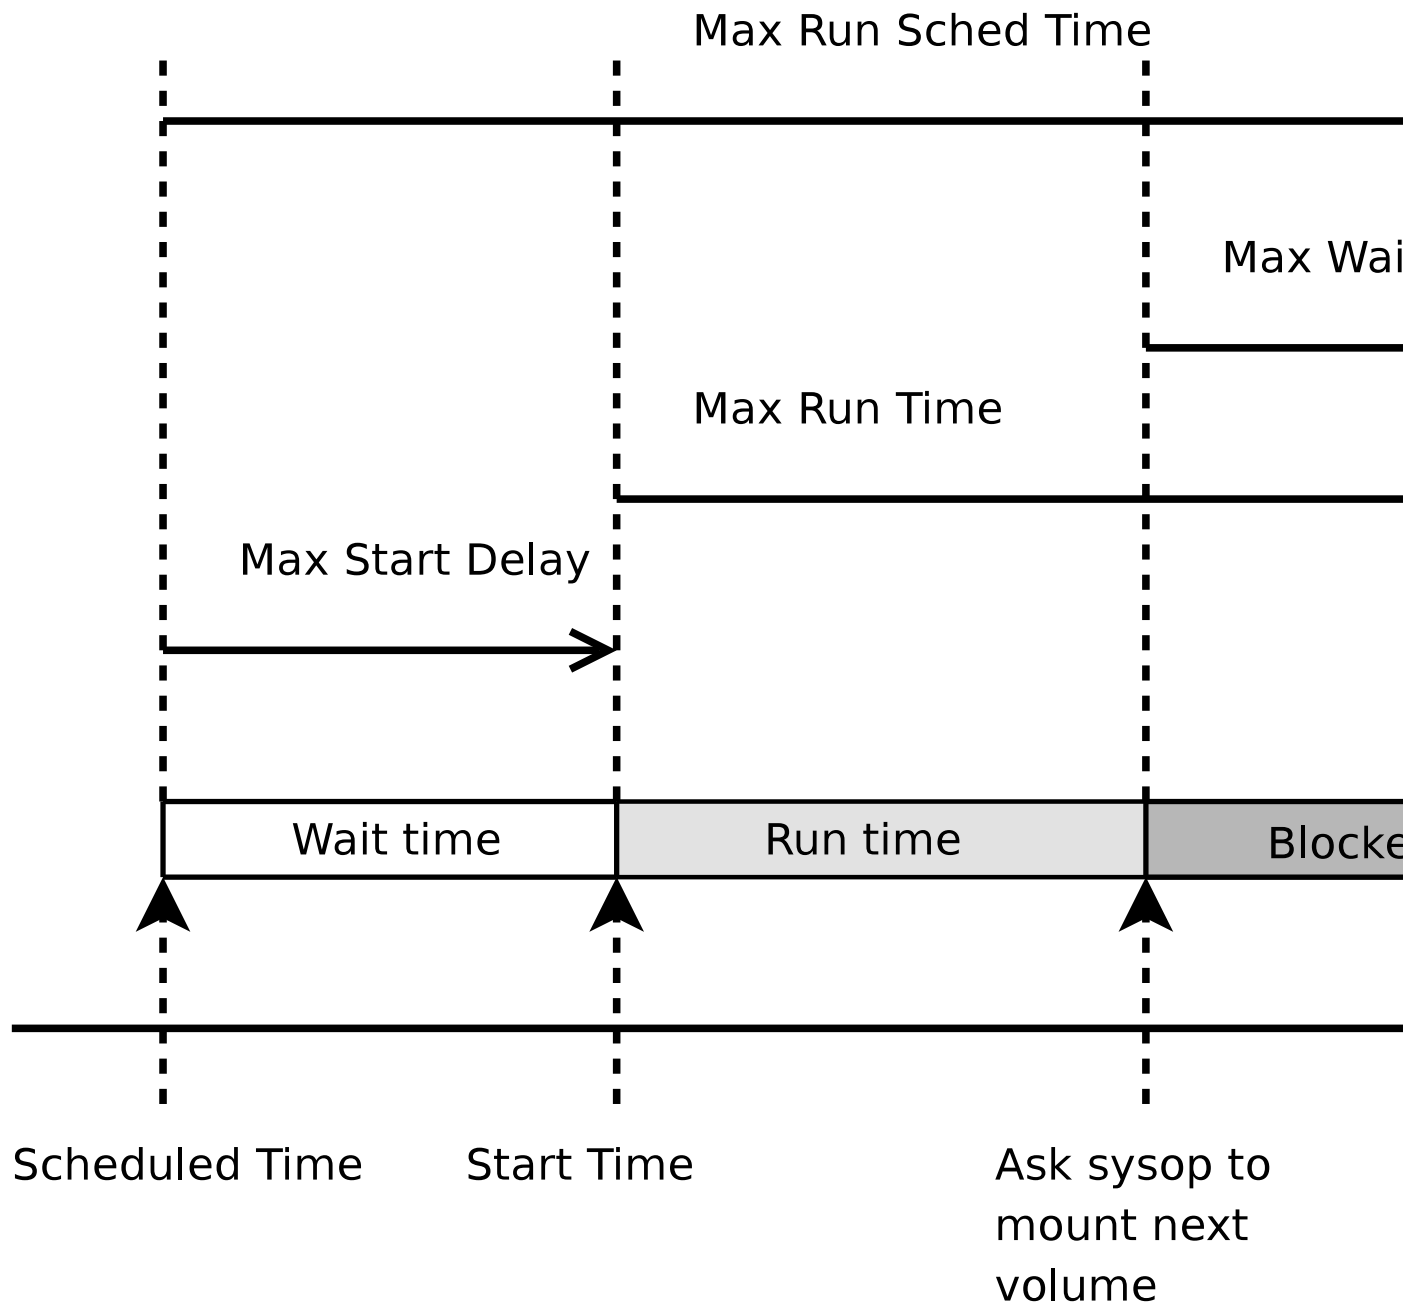 Max Run Sched Time
Max
Max Run Time
Max Start Delay
Wait time
Run time
Scheduled Time
Start Time
Ask sysop to
mount next
volume